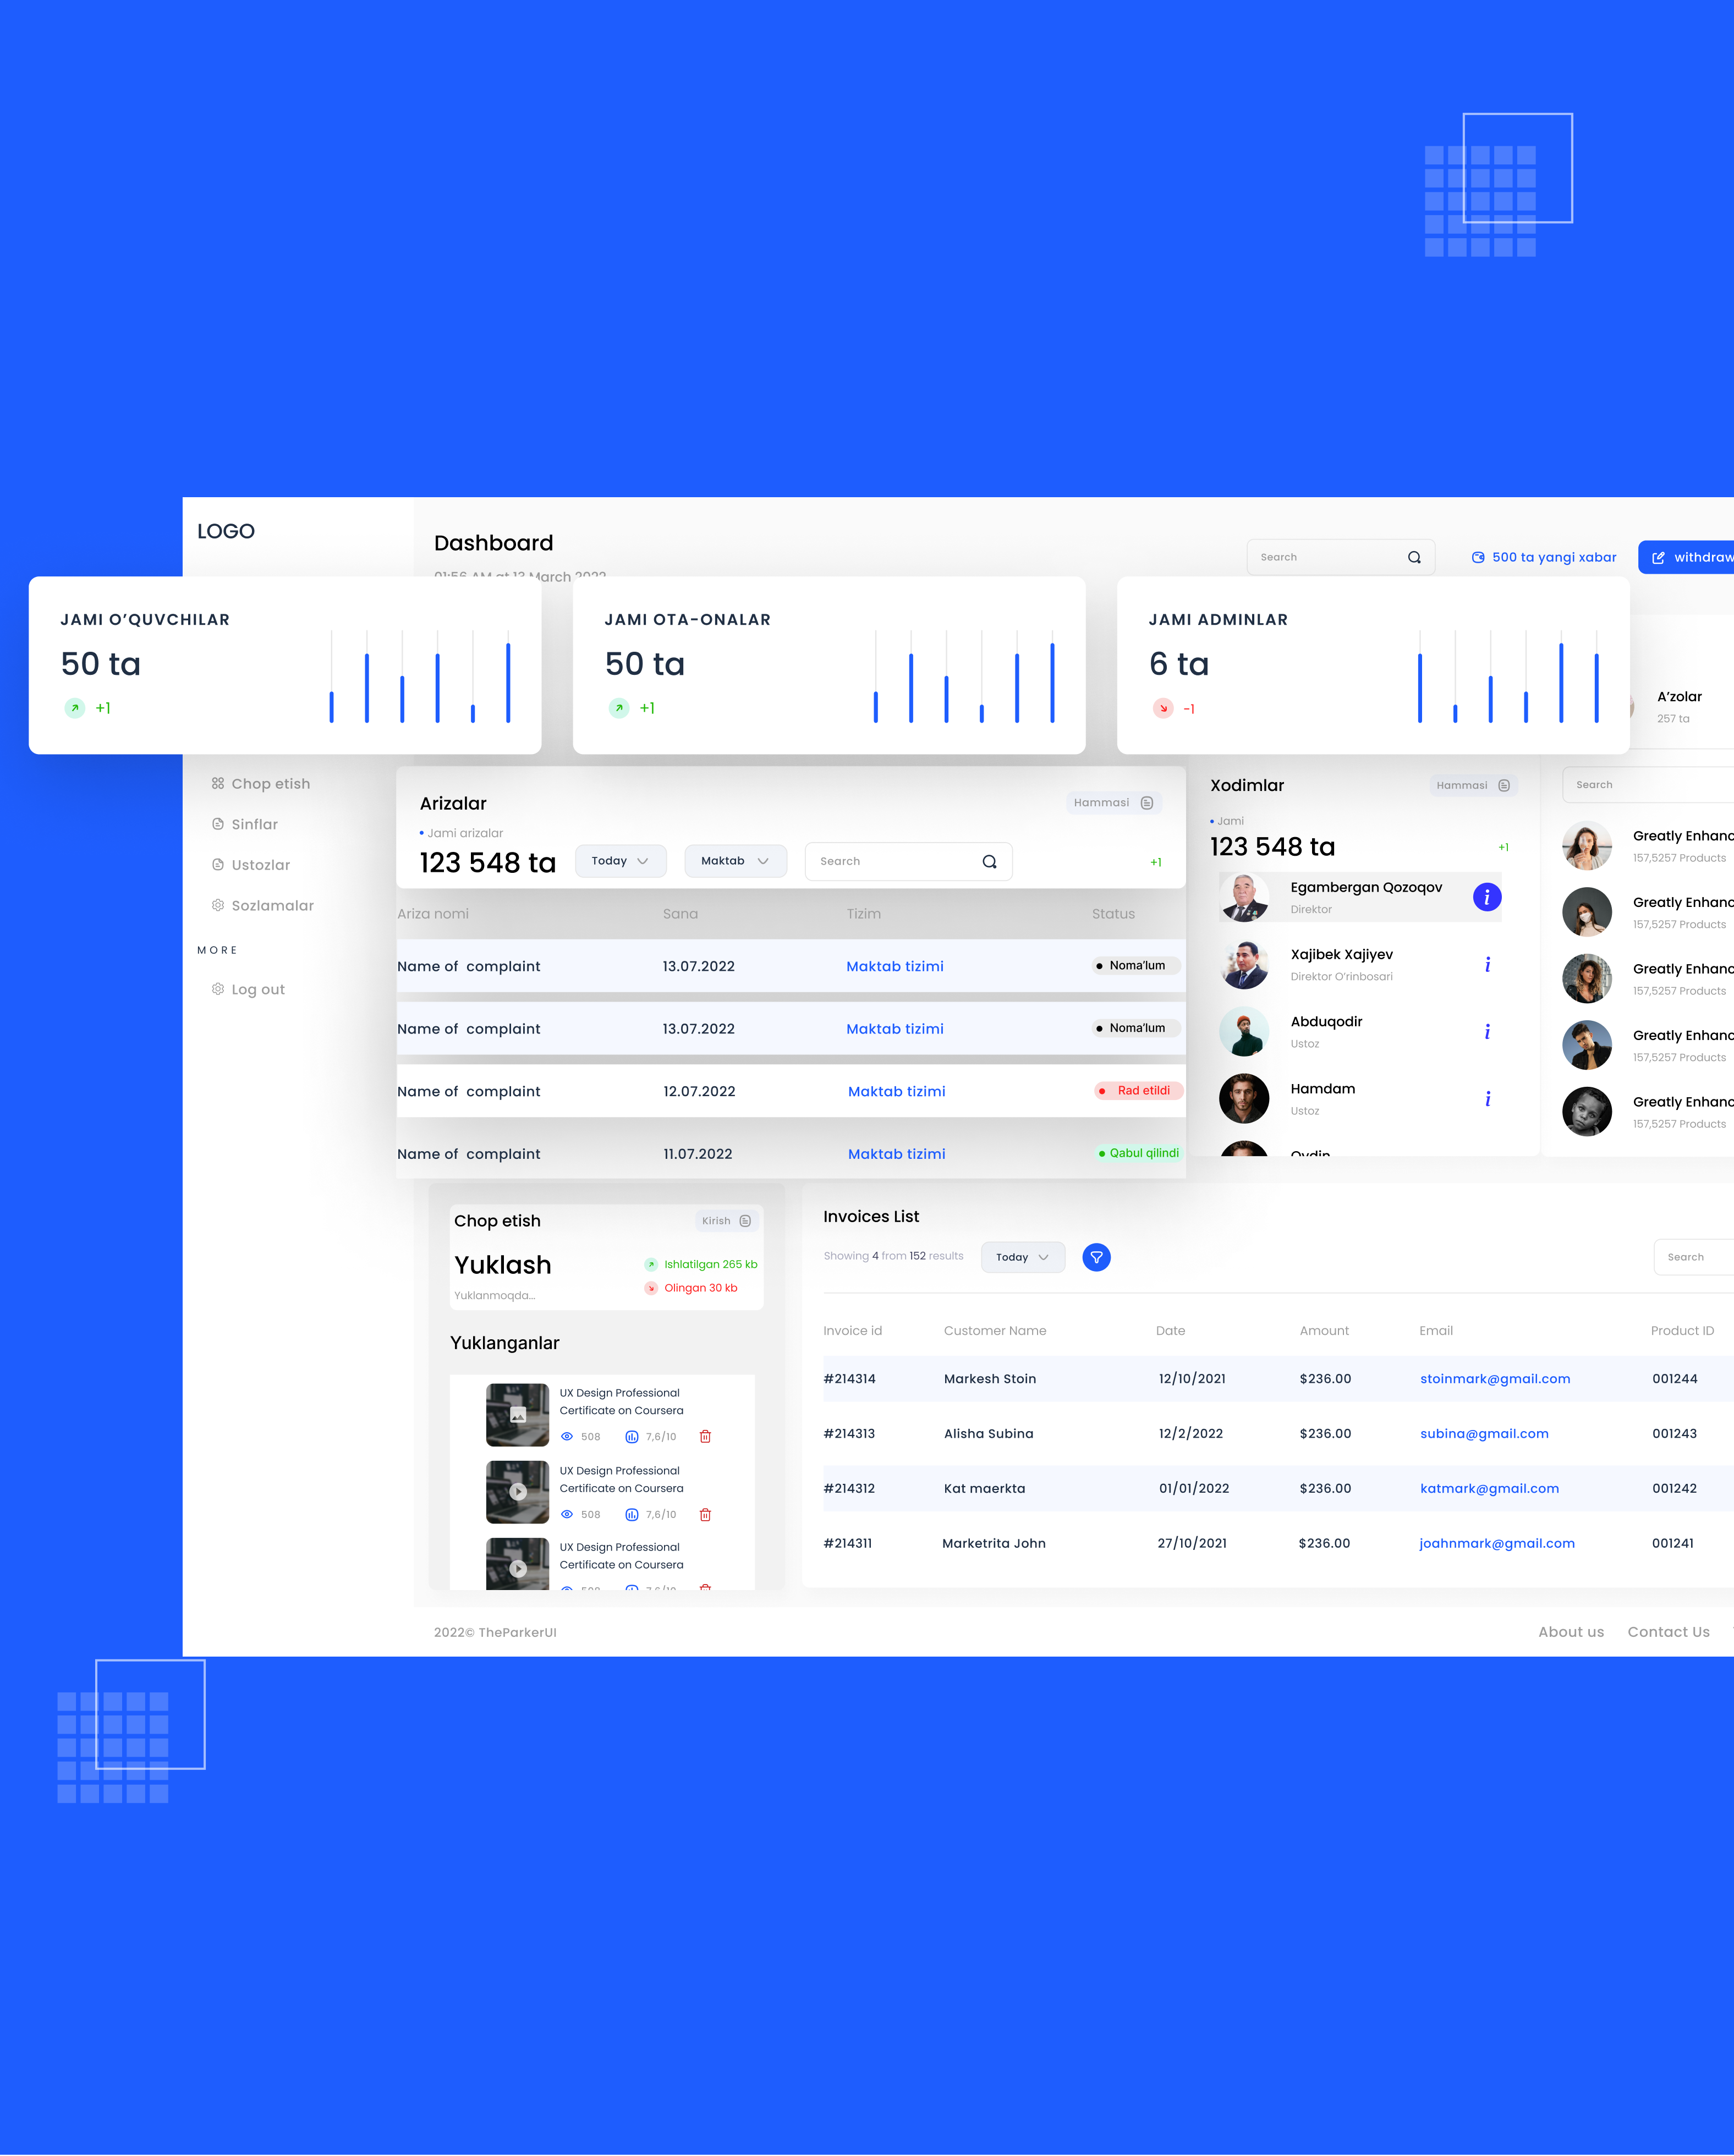 LOGO
Dashboard
01:56 AM at 13 March 2022
Search
500 ta yangi xabar
withdraw
JAMI O’QUVCHILAR
50 ta
+1
JAMI OTA-ONALAR
50 ta
+1
JAMI ADMINLAR
6 ta
-1
A’zolar
257 ta
Chop etish
Sinflar
Ustozlar
Sozlamalar
MORE
Log out
Arizalar
Hammasi
Jami arizalar
123 548 ta
Today
Maktab
Search
+1
Ariza nomi Sana Tizim Status
Name of complaint 13.07.2022 Maktab tizimi Noma’lum
Name of complaint 13.07.2022 Maktab tizimi Noma’lum
Name of complaint 12.07.2022 Maktab tizimi Rad etildi
Name of complaint 11.07.2022 Maktab tizimi Qabul qilindi
Xodimlar
Hammasi
Jami
123 548 ta
+1
Egambergan Qozoqov
Direktor
Xajibek Xajiyev
Direktor O’rinbosari
Abduqodir
Ustoz
Hamdam
Ustoz
Search
Greatly Enhanc
157,5257 Products
Greatly Enhanc
157,5257 Products
Greatly Enhanc
157,5257 Products
Greatly Enhanc
157,5257 Products
Greatly Enhanc
157,5257 Products
Chop etish
Kirish
Yuklash
Ishlatilgan 265 kb
Olingan 30 kb
Yuklanmoqda...
Yuklanganlar
UX Design Professional
Certificate on Coursera
508 7,6/10
UX Design Professional
Certificate on Coursera
508 7,6/10
UX Design Professional
Certificate on Coursera
508 7,6/10
Invoices List
Showing 4 from 152 results
Today
Search
Invoice id Customer Name Date Amount Email Product ID
#214314 Markesh Stoin 12/10/2021 $236.00 stoinmark@gmail.com 001244
#214313 Alisha Subina 12/2/2022 $236.00 subina@gmail.com 001243
#214312 Kat maerkta 01/01/2022 $236.00 katmark@gmail.com 001242
#214311 Marketrita John 27/10/2021 $236.00 joahnmark@gmail.com 001241
2022© TheParkerUI
About us Contact Us